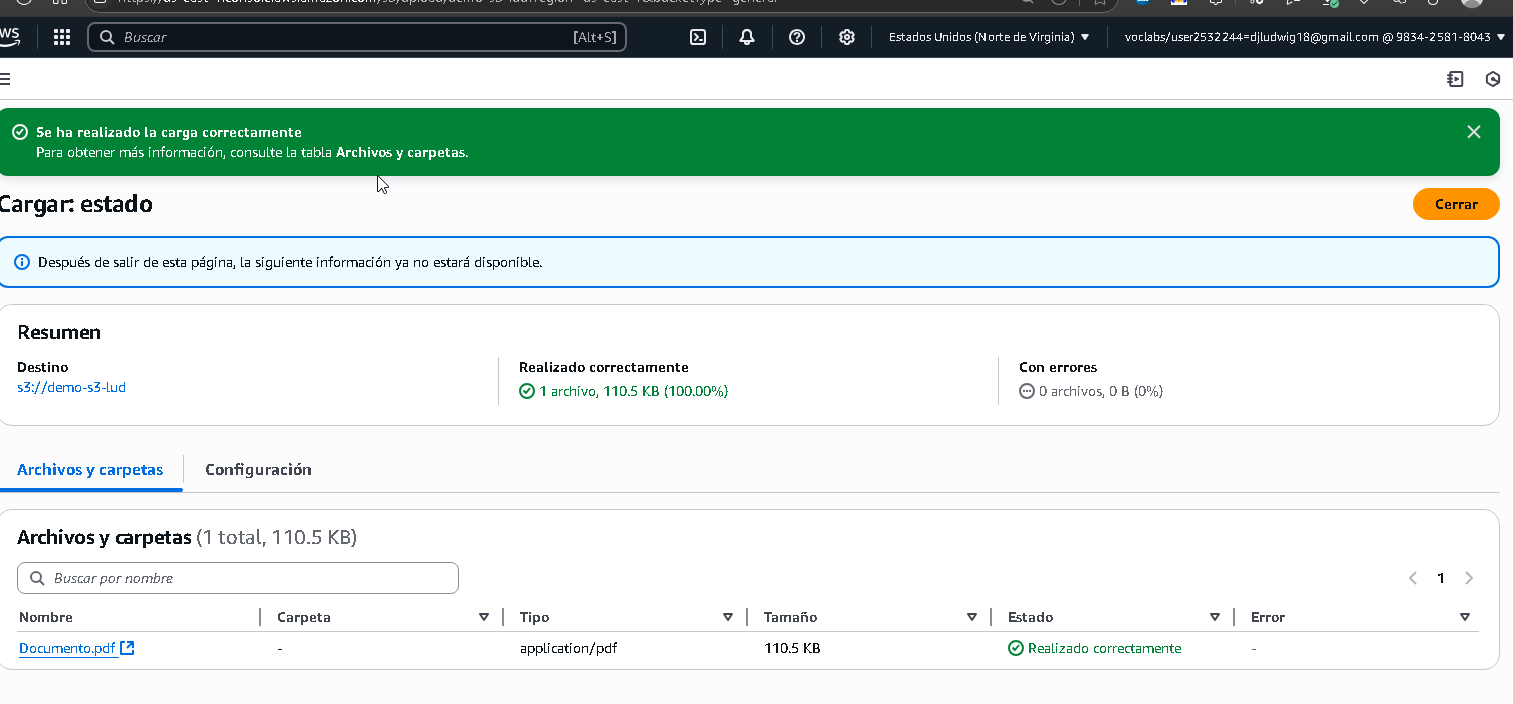 Buscar [Alt+S] Estados Unidos (Norte de Virginia) voclabs/user2532244=djludwig18@gmail.com @ 9834-2581-8043
Se ha realizado la carga correctamente
Para obtener más información, consulte la tabla Archivos y carpetas.
Cargar: estado
Cerrar
Después de salir de esta página, la siguiente información ya no estará disponible.
Resumen
Destino Realizado correctamente Con errores
s3://demo-s3-lud 1 archivo, 110.5 KB (100.00%) 0 archivos, 0 B (0%)
Archivos y carpetas Configuración
Archivos y carpetas (1 total, 110.5 KB)
Buscar por nombre 1
Nombre Carpeta Tipo Tamaño Estado Error
Documento.pdf - application/pdf 110.5 KB Realizado correctamente -